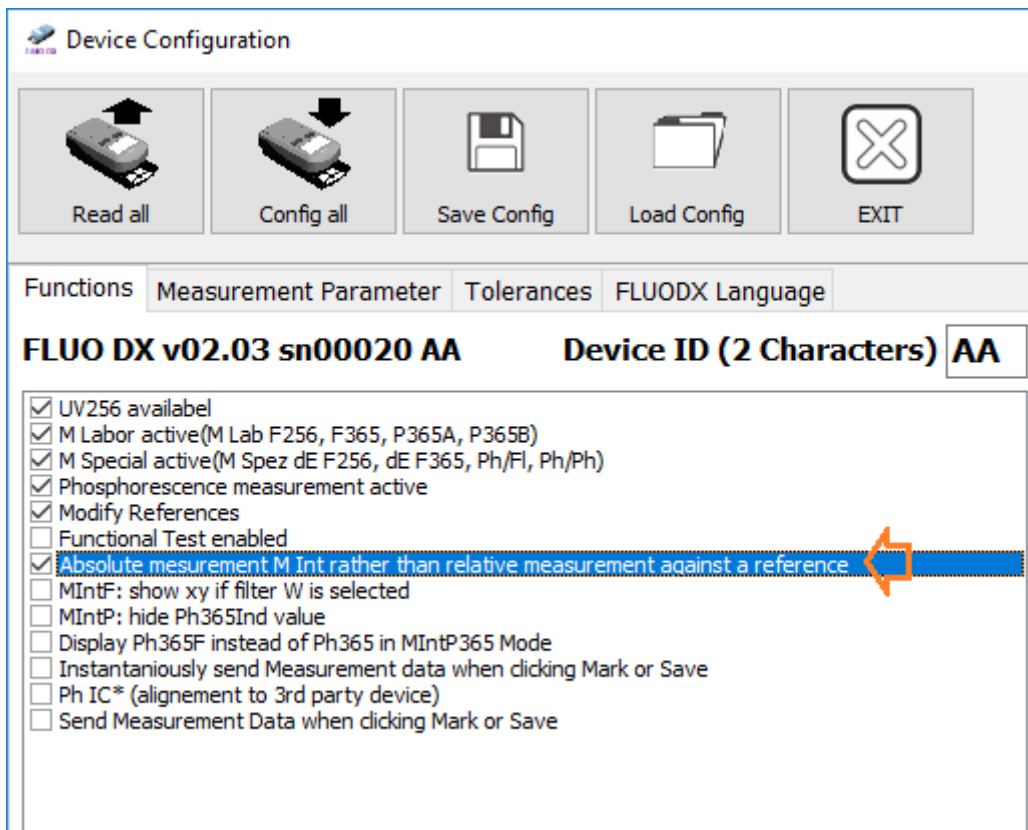 Device Configuration
Read all
Config all
Save Config
Load Config
EXIT
Functions
Measurement Parameter
Tolerances
FLUODX Language
FLUO DX v02.03 sn00020 AA
Device ID (2 Characters)
AA
UV256 availabel
M Labor active(M Lab F256, F365, P365A, P365B)
M Special active(M Spez dE F256, dE F365, Ph/Fl, Ph/Ph)
Phosphorescence measurement active
Modify References
Functional Test enabled
Absolute mesurement M Int rather than relative measurement against a reference
MIntF: show xy if filter W is selected
MIntP: hide Ph365Ind value
Display Ph365F instead of Ph365 in MIntP365 Mode
Instantaniously send Measurement data when clicking Mark or Save
Ph IC* (alignement to 3rd party device)
Send Measurement Data when clicking Mark or Save